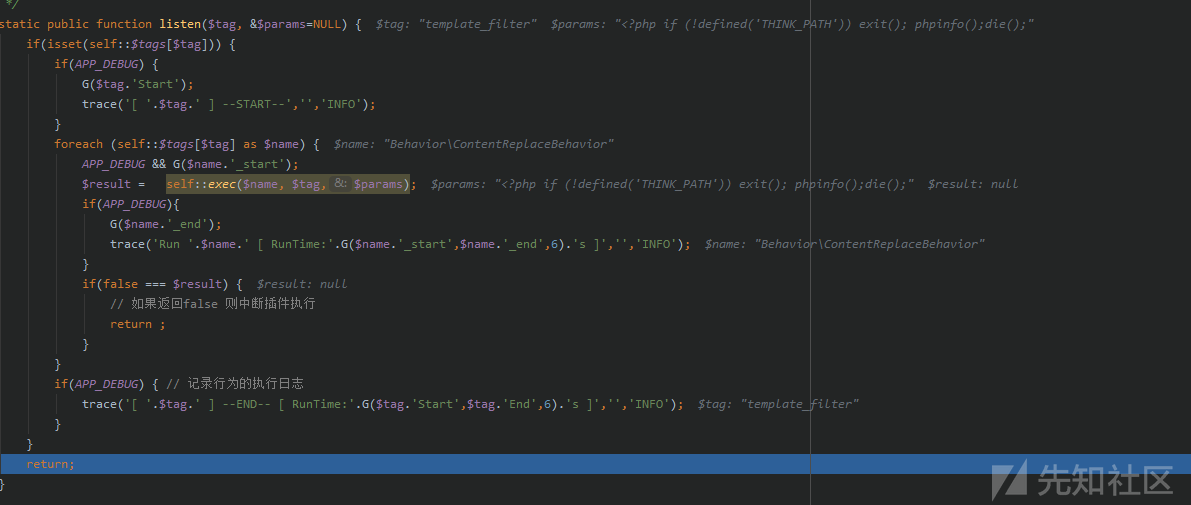 */
static public function listen($tag, &$params=NULL) {  $tag: "template_filter"  $params: "<?php if (!defined('THINK_PATH')) exit(); phpinfo();die();"
    if(isset(self::$tags[$tag])) {
        if(APP_DEBUG) {
            G($tag.'Start');
            trace('[ '.$tag.' ] --START--','','INFO');
        }
        foreach (self::$tags[$tag] as $name) {  $name: "Behavior\ContentReplaceBehavior"
            APP_DEBUG && G($name.'_start');
            $result =   self::exec($name, $tag, &: $params);  $params: "<?php if (!defined('THINK_PATH')) exit(); phpinfo();die();"  $result: null
            if(APP_DEBUG){
                G($name.'_end');
                trace('Run '.$name.' [ RunTime:'.G($name.'_start',$name.'_end',6).'s ]','','INFO');  $name: "Behavior\ContentReplaceBehavior"
            }
            if(false === $result) {  $result: null
                // 如果返回false 则中断插件执行
                return ;
            }
        }
        if(APP_DEBUG) { // 记录行为的执行日志
            trace('[ '.$tag.' ] --END-- [ RunTime:'.G($tag.'Start',$tag.'End',6).'s ]','','INFO');  $tag: "template_filter"
        }
    }
    return;
}
先知社区